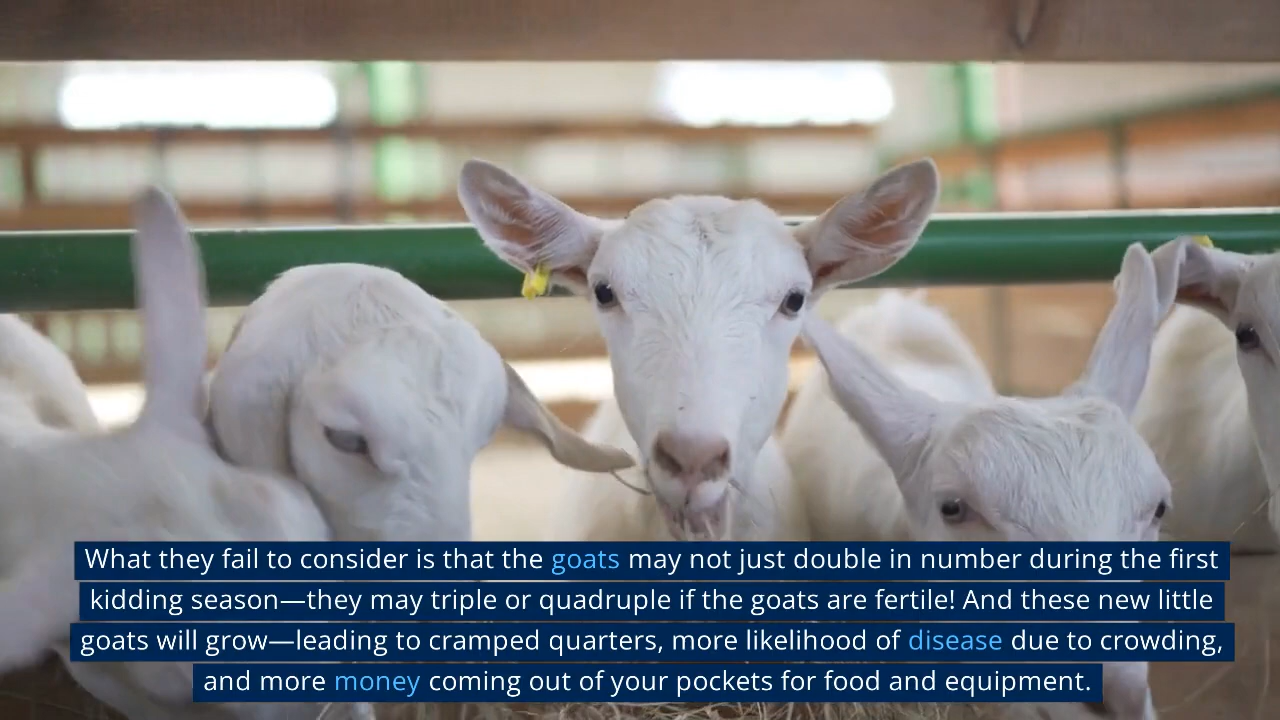 What they fail to consider is that the goats may not just double in number during the first
kidding season—they may triple or quadruple if the goats are fertile! And these new little
goats will grow—leading to cramped quarters, more likelihood of disease due to crowding,
and more money coming out of your pockets for food and equipment.